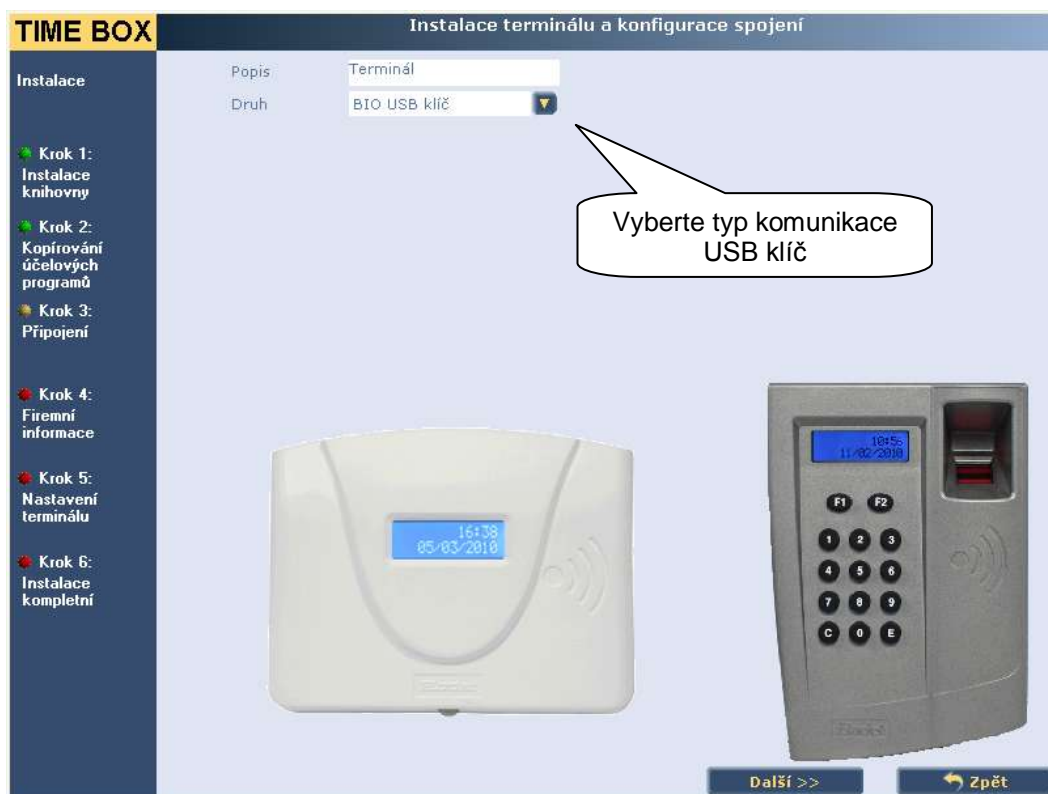 TIME BOX
Instalace terminálu a konfigurace spojení
Instalace
Popis
Terminál
Druh
BIO USB klíč
Krok 1:
Instalace
knihovny
Krok 2:
Kopírování
účelových
programů
Krok 3:
Připojení
Krok 4:
Firemní
informace
Krok 5:
Nastavení
terminálu
Krok 6:
Instalace
kompletní
Vyberte typ komunikace
USB klíč
16:38
05/03/2010
10:56
11/02/2010
F1 F2
1 2 3
4 5 6
7 8 9
C 0 E
Další >>
Zpět